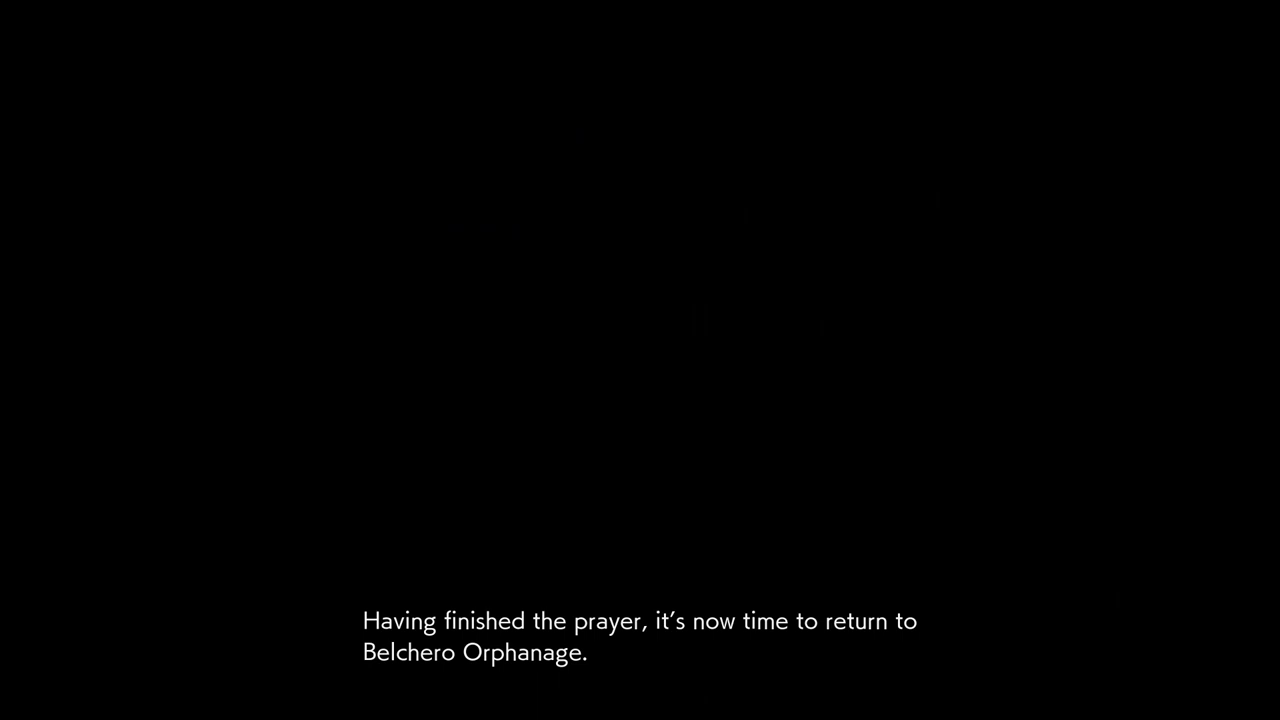 Having finished the prayer, it's now time to return to
Belchero Orphanage.